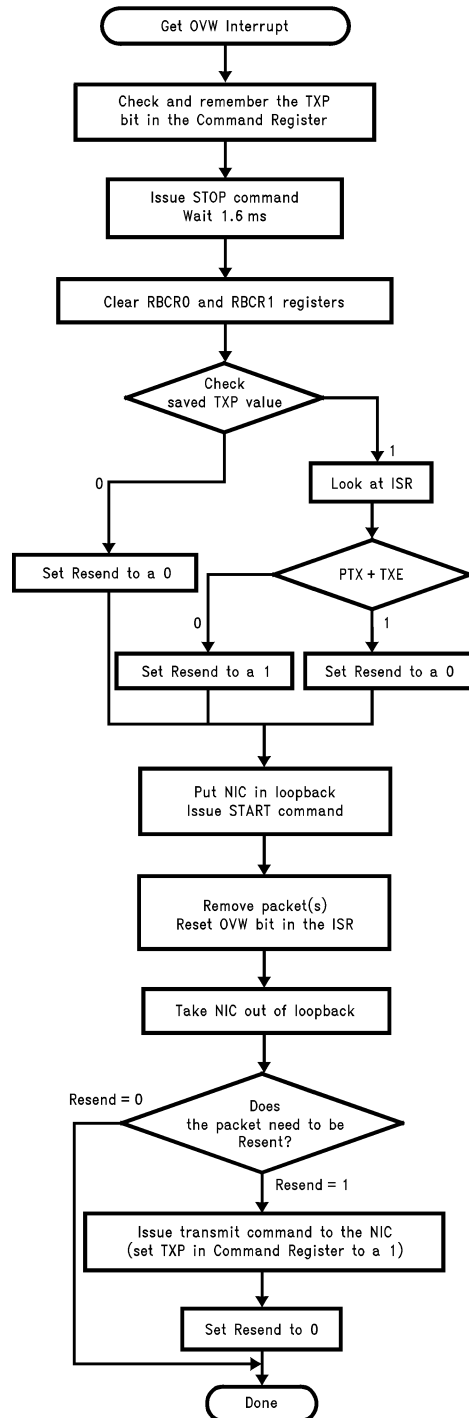 Get OVW Interrupt
Check and remember the TXP
bit in the Command Register
Issue STOP command
Wait 1.6 ms
Clear RBCR0 and RBCR1 registers
Check
saved TXP value
0
1
Look at ISR
Set Resend to a 0
PTX + TXE
0
1
Set Resend to a 1
Set Resend to a 0
Put NIC in loopback
Issue START command
Remove packet(s)
Reset OVW bit in the ISR
Take NIC out of loopback
Resend = 0
Does
the packet need to be
Resent?
Resend = 1
Issue transmit command to the NIC
(set TXP in Command Register to a 1)
Set Resend to 0
Done